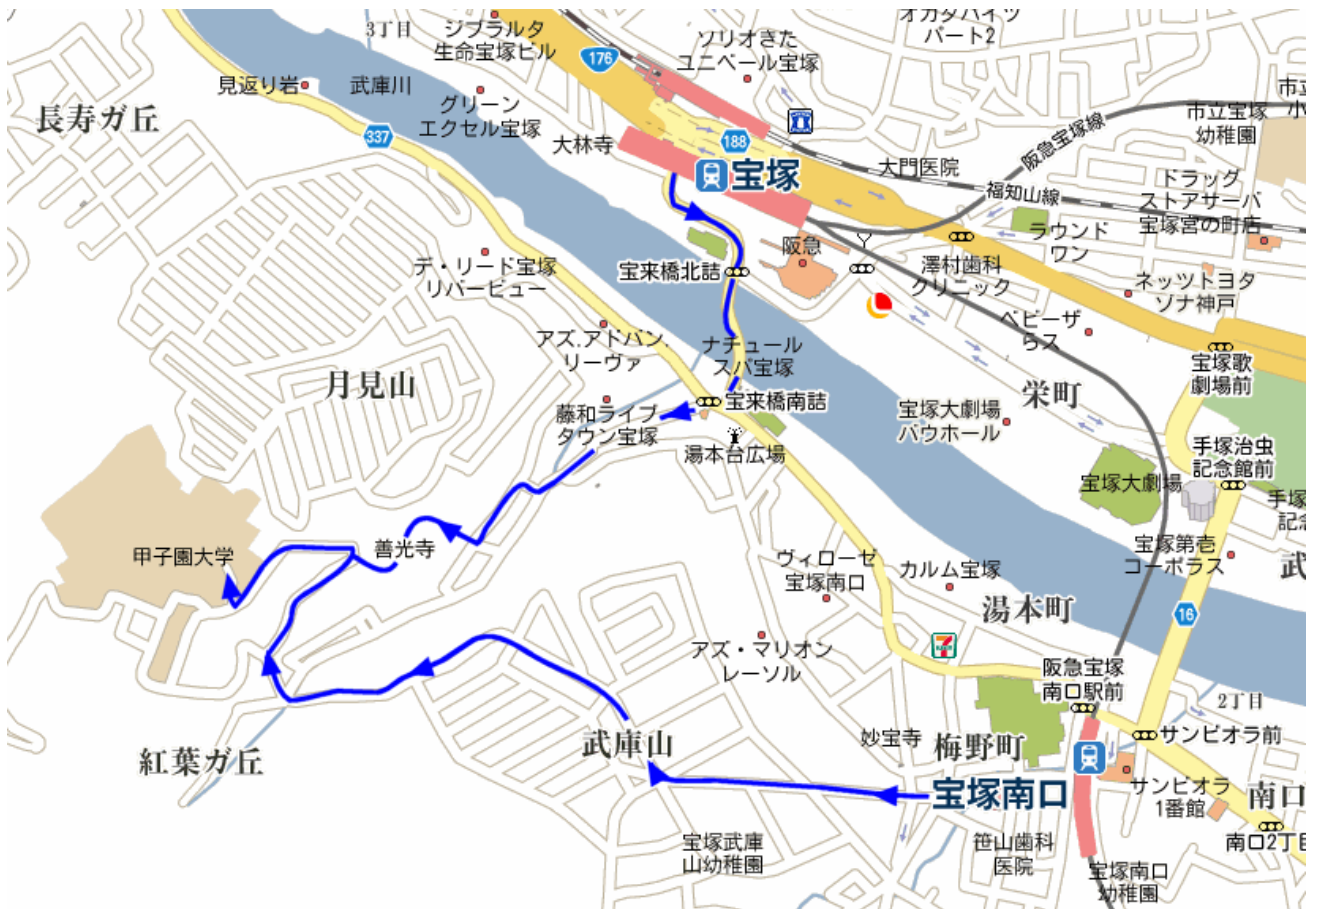 3丁目
ジブラルタ
生命宝塚ビル
176
ソリオきた
ユニベール宝塚
オカダハイツ
パート2
見返り岩
武庫川
グリーン
エクセル宝塚
長寿ガ丘
337
大林寺
188
宝塚
大門医院
阪急宝塚線
福知山線
市立宝塚
幼稚園
市立
小
ドラッグ
ストアサーバ
宝塚宮の町店
ラウンド
ワン
阪急
澤村歯科
クリニック
ネッツトヨタ
ソナ神戸
デ・リード宝塚
リバービュー
宝来橋北詰
アズ.アドバン.
リーヴァ
ナチュール
スパ宝塚
ベビーザ
らス
宝塚歌
劇場前
月見山
栄町
藤和ライブ
タウン宝塚
宝来橋南詰
湯本台広場
宝塚大劇場
バウホール
手塚治虫
記念館前
宝塚大劇場
手塚
記念
甲子園大学
善光寺
ヴィローゼ
宝塚南口
カルム宝塚
宝塚第壱
コーポラス
武
湯本町
16
アズ・マリオン
レーソル
阪急宝塚
南口駅前
2丁目
紅葉ガ丘
武庫山
妙宝寺
梅野町
サンビオラ前
宝塚南口
サンビオラ
1番館
南口
宝塚武庫
山幼稚園
笹山歯科
医院
南口2丁目
宝塚南口
幼稚園